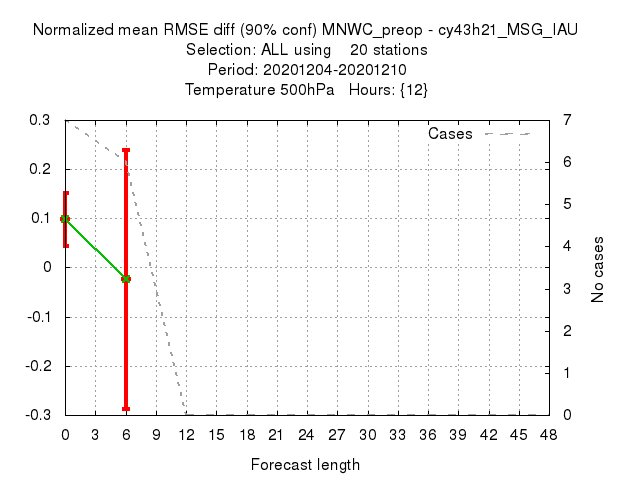 Normalized mean RMSE diff (90% conf) MNWC_preop - cy43h21_MSG_IAU
Selection: ALL using 20 stations
Period: 20201204-20201210
Temperature 500hPa Hours: {12}
Cases
0.3
0.2
0.1
0
-0.1
-0.2
-0.3
7
6
5
4
3
2
1
0
No cases
0 3 6 9 12 15 18 21 24 27 30 33 36 39 42 45 48
Forecast length